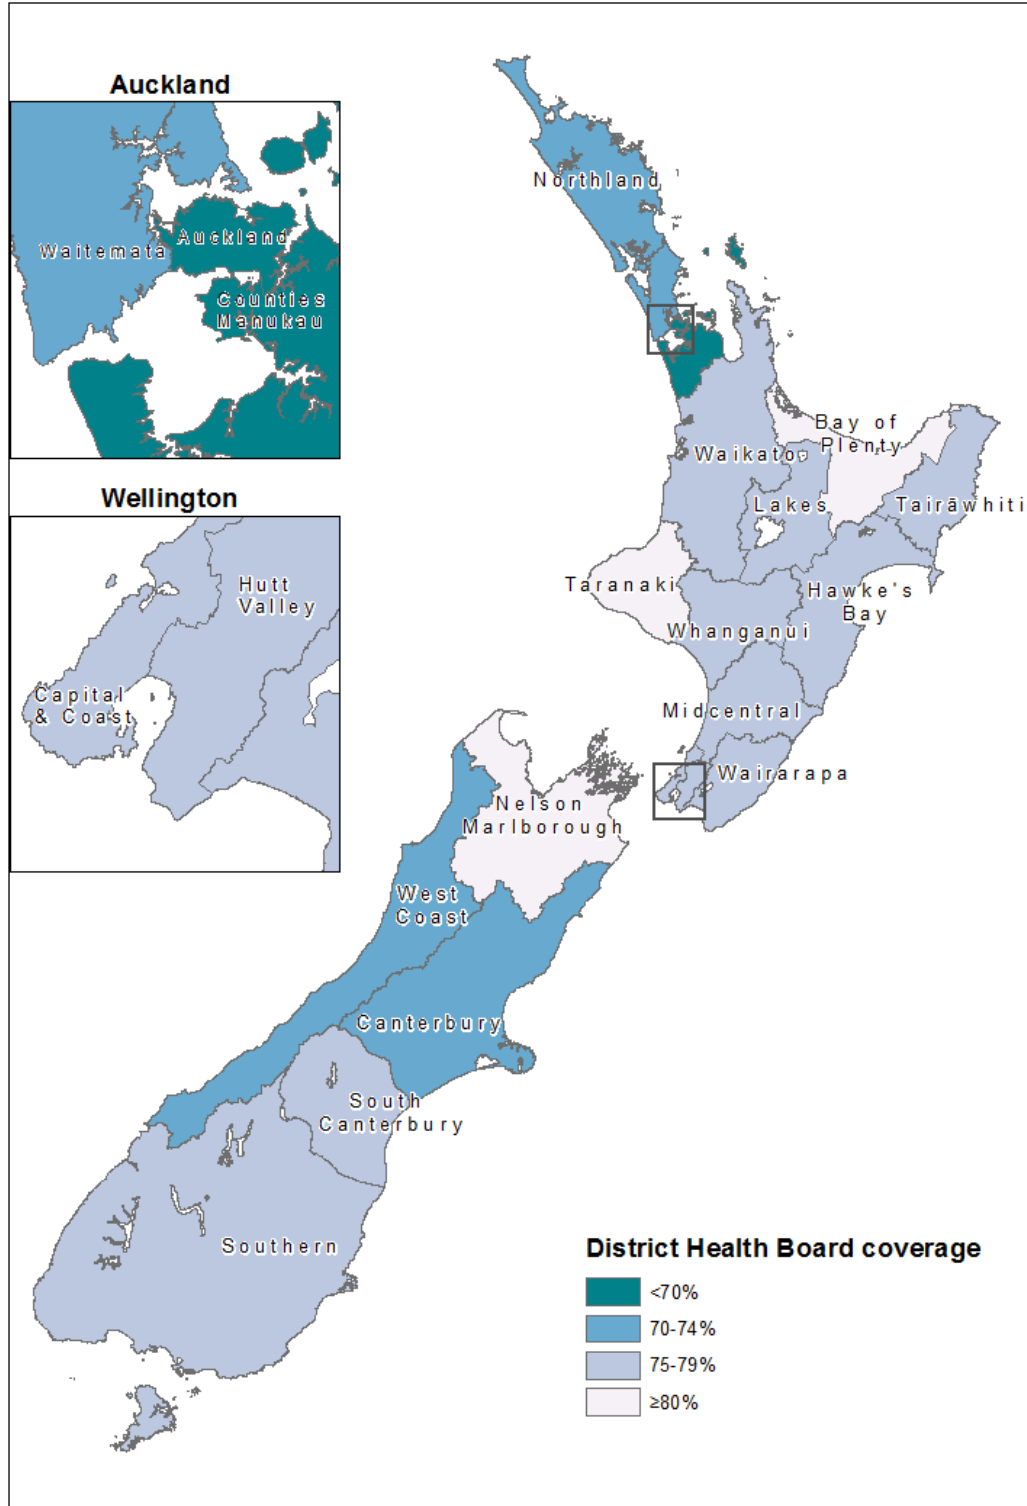 Auckland
Waitemata
Auckland
Counties
Manukau
Wellington
Hutt
Valley
Capital
& Coast
Northland
Bay of
Plenty
Waikato
Lakes
Tairāwhiti
Taranaki
Hawke's
Bay
Whanganui
Midcentral
Wairarapa
Nelson
Marlborough
West
Coast
Canterbury
South
Canterbury
Southern
District Health Board coverage
<70%
70-74%
75-79%
≥80%